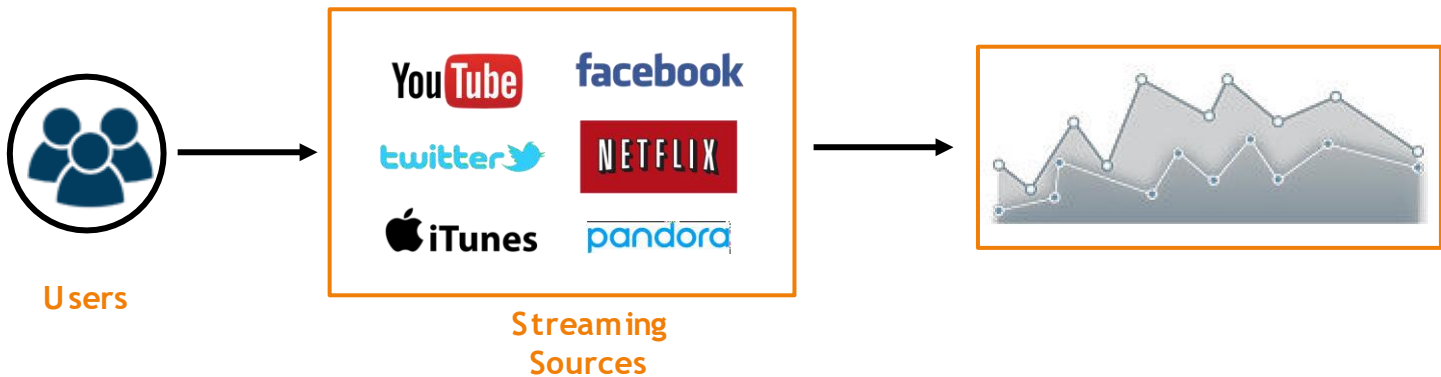 YouTube
facebook
twitter
NETFLIX
iTunes
pandora
Users
Streaming
Sources